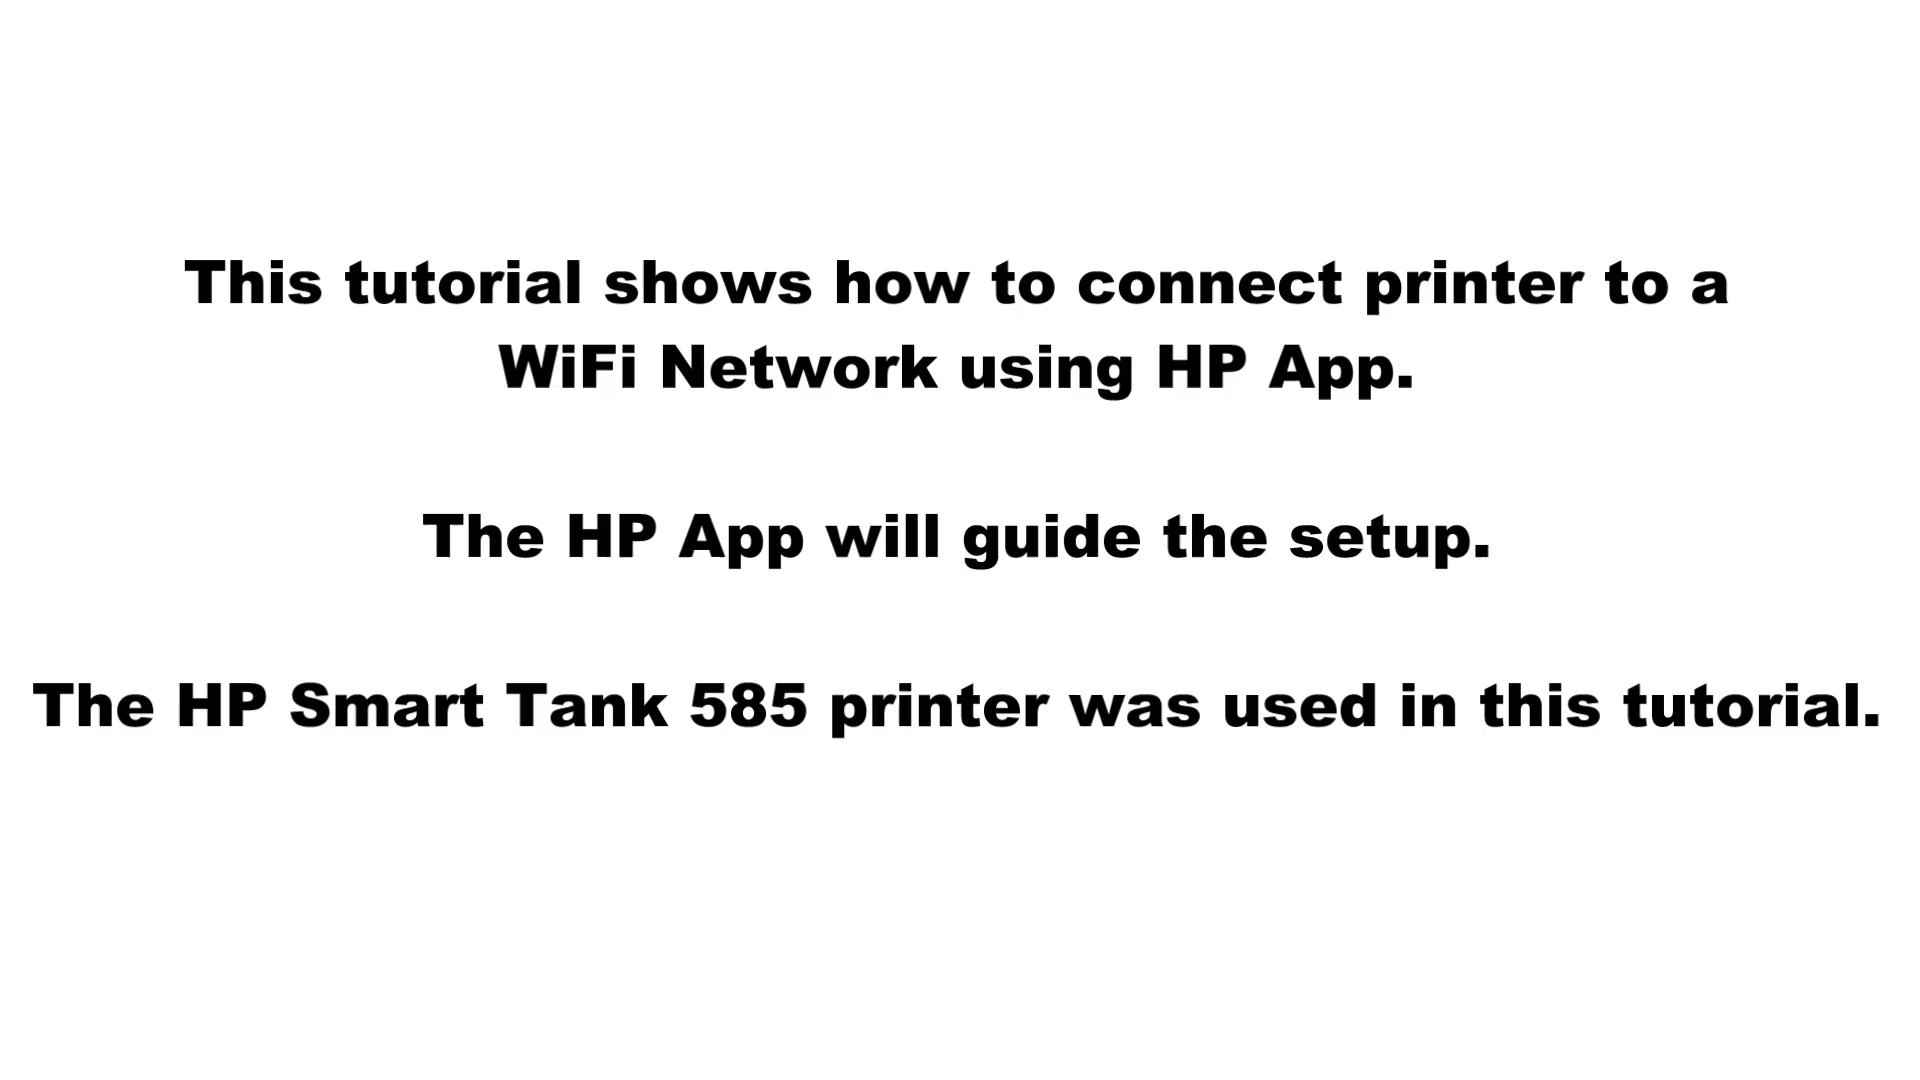 This tutorial shows how to connect printer to a
WiFi Network using HP App.
The HP App will guide the setup.
The HP Smart Tank 585 printer was used in this tutorial.